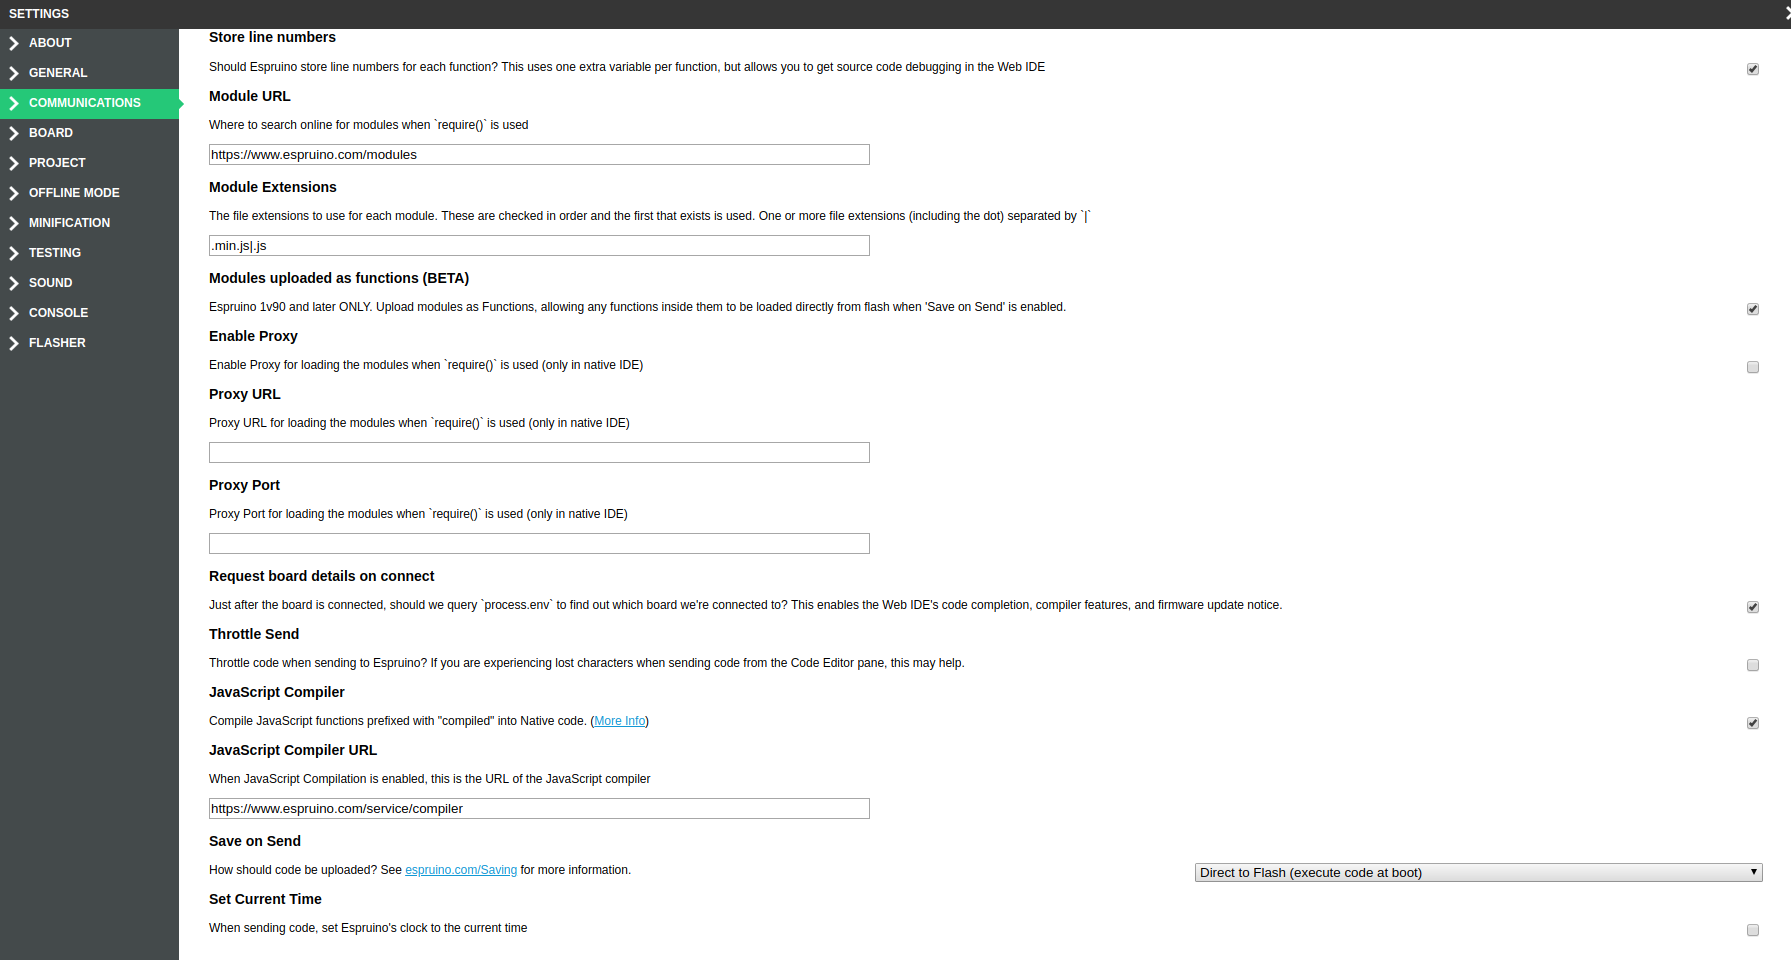 SETTINGS
ABOUT
GENERAL
COMMUNICATIONS
BOARD
PROJECT
OFFLINE MODE
MINIFICATION
TESTING
SOUND
CONSOLE
FLASHER
Store line numbers
Should Espruino store line numbers for each function? This uses one extra variable per function, but allows you to get source code debugging in the Web IDE
Module URL
Where to search online for modules when `require()` is used
https://www.espruino.com/modules
Module Extensions
The file extensions to use for each module. These are checked in order and the first that exists is used. One or more file extensions (including the dot) separated by `|`
.min.js|.js
Modules uploaded as functions (BETA)
Espruino 1v90 and later ONLY. Upload modules as Functions, allowing any functions inside them to be loaded directly from flash when 'Save on Send' is enabled.
Enable Proxy
Enable Proxy for loading the modules when `require()` is used (only in native IDE)
Proxy URL
Proxy URL for loading the modules when `require()` is used (only in native IDE)
Proxy Port
Proxy Port for loading the modules when `require()` is used (only in native IDE)
Request board details on connect
Just after the board is connected, should we query `process.env` to find out which board we're connected to? This enables the Web IDE's code completion, compiler features, and firmware update notice.
Throttle Send
Throttle code when sending to Espruino? If you are experiencing lost characters when sending code from the Code Editor pane, this may help.
JavaScript Compiler
Compile JavaScript functions prefixed with "compiled" into Native code. (More Info)
JavaScript Compiler URL
When JavaScript Compilation is enabled, this is the URL of the JavaScript compiler
https://www.espruino.com/service/compiler
Save on Send
How should code be uploaded? See espruino.com/Saving for more information.
Direct to Flash (execute code at boot)
Set Current Time
When sending code, set Espruino's clock to the current time